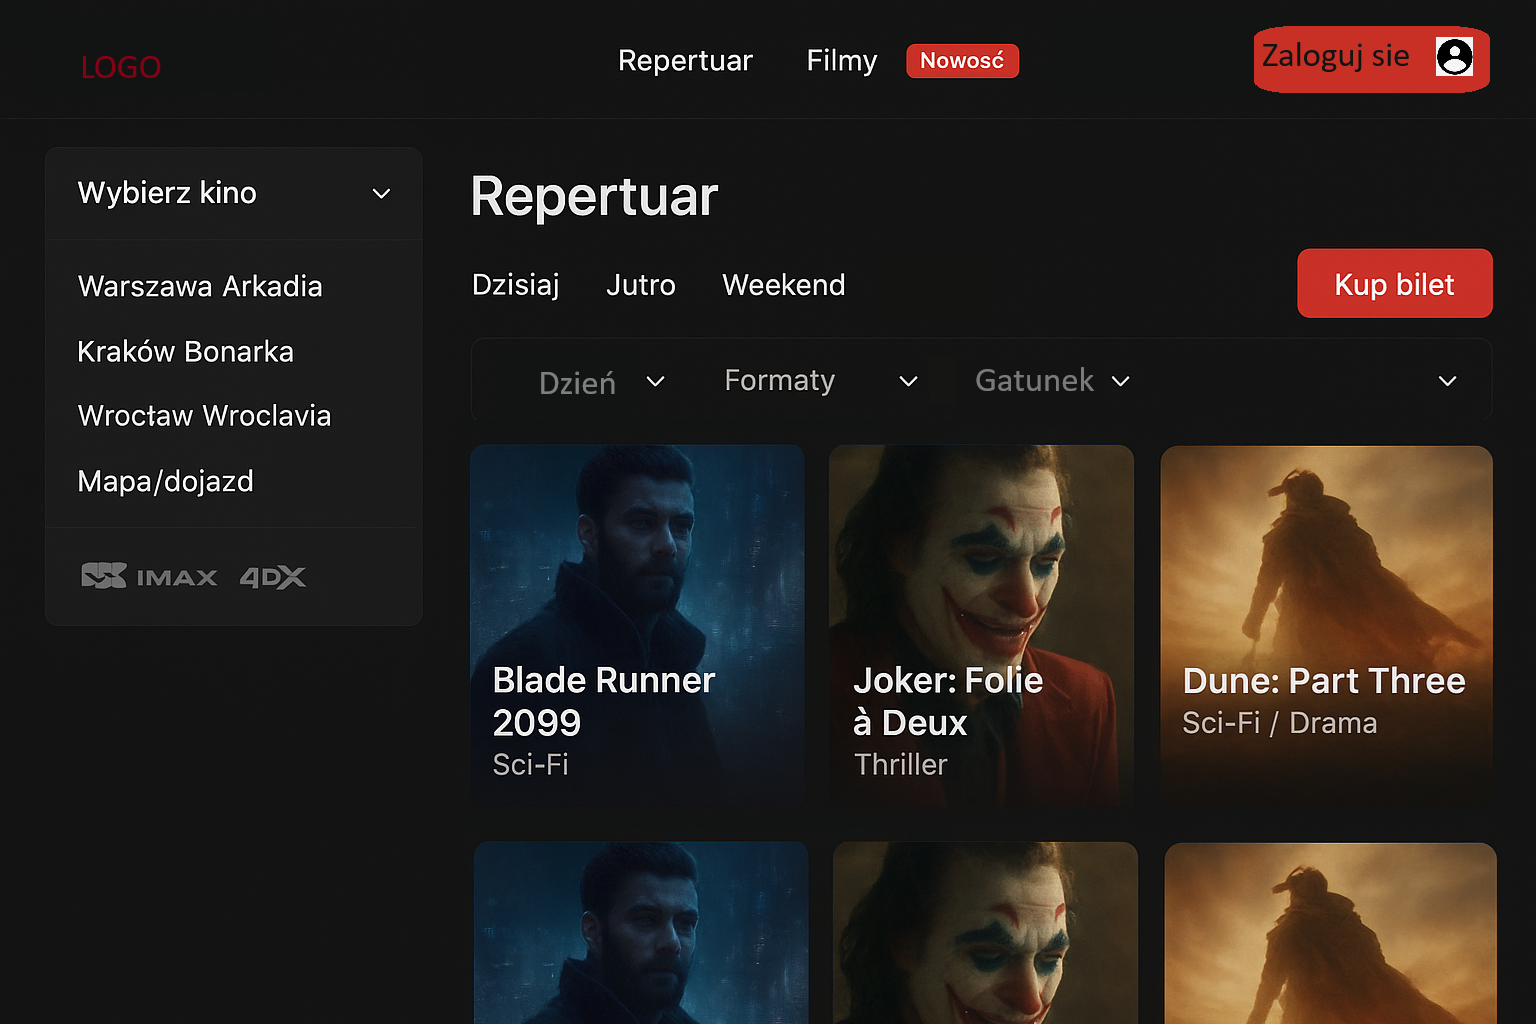 LOGO
Repertuar
Filmy
Nowosć
Zaloguj sie
Wybierz kino
Warszawa Arkadia
Kraków Bonarka
Wrocław Wroclavia
Mapa/dojazd
IMAX
4DX
Repertuar
Dzisiaj
Jutro
Weekend
Kup bilet
Dzień
Formaty
Gatunek
Blade Runner
2099
Sci-Fi
Joker: Folie
à Deux
Thriller
Dune: Part Three
Sci-Fi / Drama